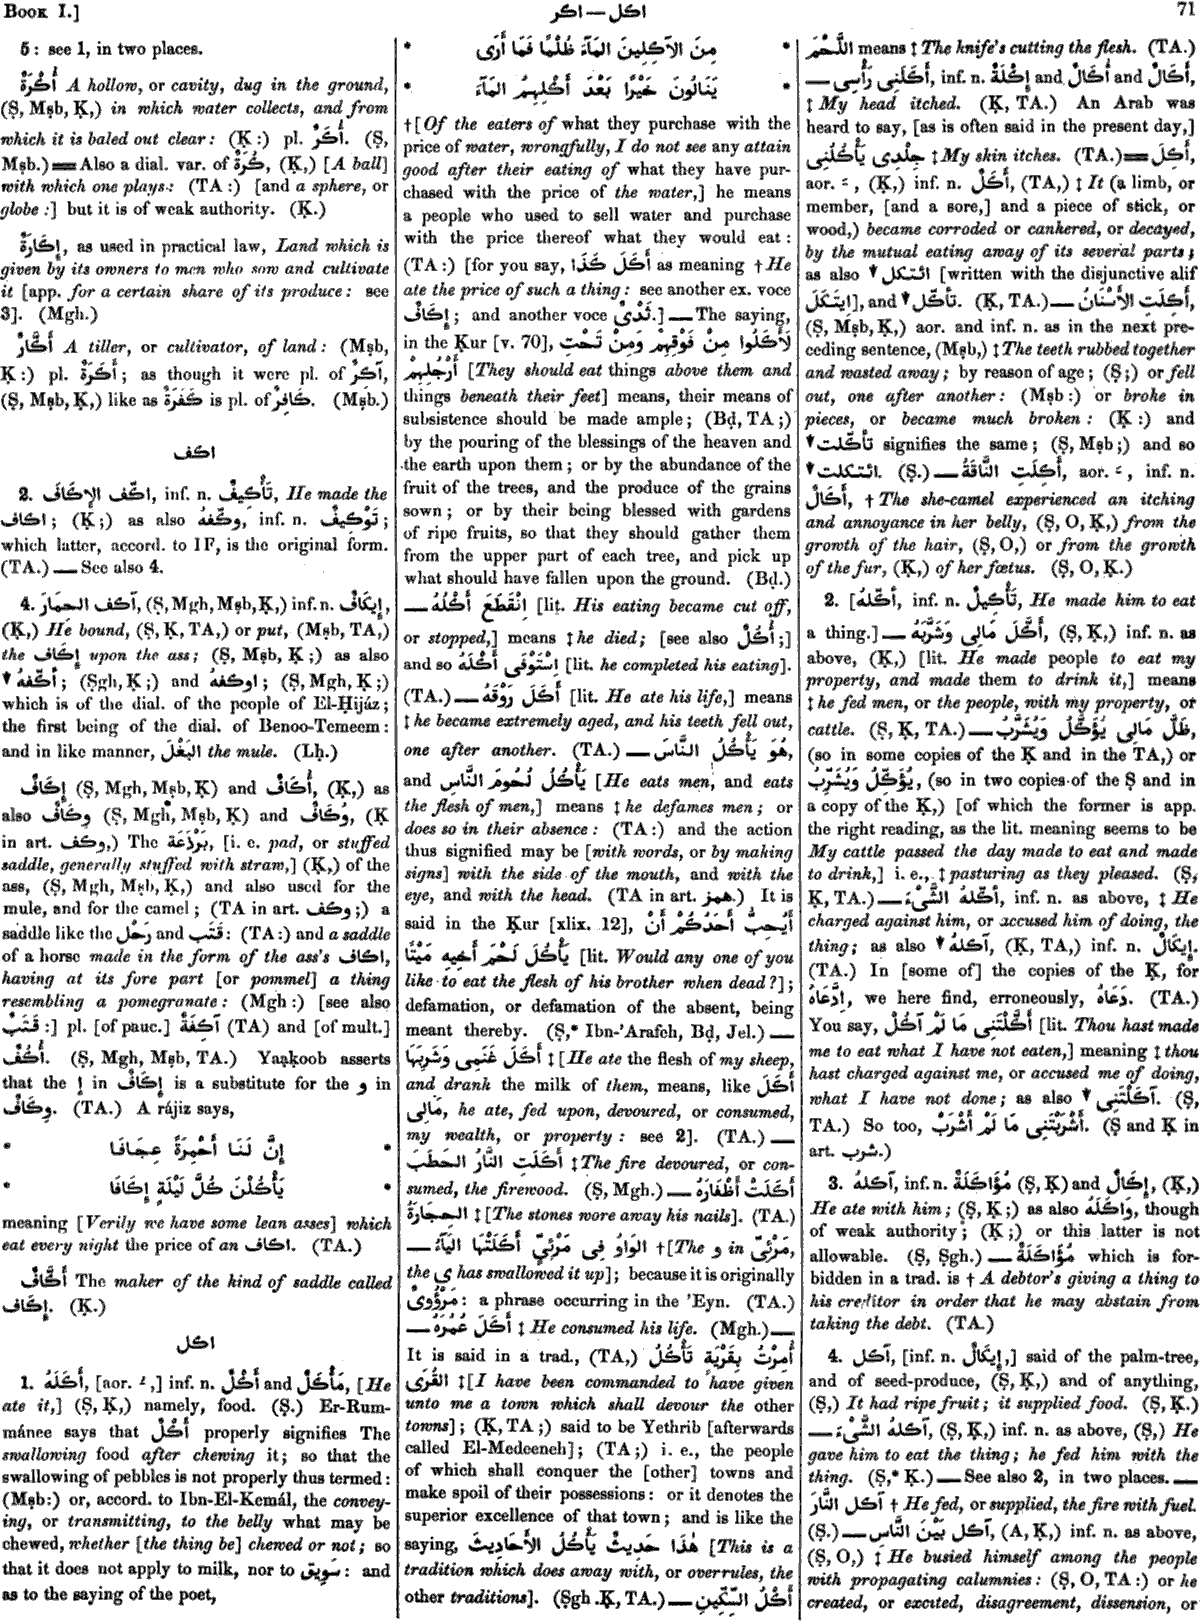 Book I.]
اكل — اكر
71
5 : see 1, in two places.
أُكْرَةٌ A hollow, or cavity, dug in the ground,
(Ṣ, Mṣb, Ḳ,) in which water collects, and from
which it is baled out clear : (Ḳ :) pl. أُكَرٌ. (Ṣ,
Mṣb.) ══ Also a dial. var. of كُرَةٌ, (Ḳ,) [A ball]
with which one plays : (TA :) [and a sphere, or
globe :] but it is of weak authority. (Ḳ.)
إِكَارَةٌ, as used in practical law, Land which is
given by its owners to men who sow and cultivate
it [app. for a certain share of its produce : see
3]. (Mgh.)
أَكَّارٌ A tiller, or cultivator, of land : (Mṣb,
Ḳ :) pl. أَكَرَةٌ ; as though it were pl. of آكِرٌ,
(Ṣ, Mṣb, Ḳ,) like as كَفَرَةٌ is pl. of كَافِرٌ. (Mṣb.)
اكف
2. اكّف الإِكَافَ, inf. n. تَأْكِيفٌ, He made the
اكاف ; (Ḳ ;) as also وكّفهُ, inf. n. تَوْكِيفٌ ;
which latter, accord. to IF, is the original form.
(TA.) — See also 4.
4. آكف الحِمَارَ, (Ṣ, Mgh, Mṣb, Ḳ,) inf. n. إِيكَافٌ,
(Ḳ,) He bound, (Ṣ, Ḳ, TA,) or put, (Mṣb, TA,)
the إِكَاف upon the ass ; (Ṣ, Mṣb, Ḳ ;) as also
▼ أكّفهُ ; (Ṣgh, Ḳ ;) and اوكفهُ ; (Ṣ, Mgh, Ḳ ;)
which is of the dial. of the people of El-Ḥijáz ;
the first being of the dial. of Benoo-Temeem :
and in like manner, البَغْلَ the mule. (Lḥ.)
إِكَافٌ (Ṣ, Mgh, Mṣb, Ḳ) and أُكَافٌ, (Ḳ,) as
also وِكَافٌ (Ṣ, Mgh, Mṣb, Ḳ) and وُكَافٌ, (Ḳ
in art. وكف,) The بَرْذَعَة, [i. e. pad, or stuffed
saddle, generally stuffed with straw,] (Ḳ,) of the
ass, (Ṣ, Mgh, Mṣb, Ḳ,) and also used for the
mule, and for the camel ; (TA in art. وكف ;) a
saddle like the رَحْل and قَتَب : (TA :) and a saddle
of a horse made in the form of the ass's اكاف,
having at its fore part [or pommel] a thing
resembling a pomegranate : (Mgh :) [see also
قَتَبٌ :] pl. [of pauc.] آكِفَةٌ (TA) and [of mult.]
أُكُفٌ. (Ṣ, Mgh, Mṣb, TA.) Yaạḳoob asserts
that the إ in إِكَافٌ is a substitute for the و in
وِكَافٌ. (TA.) A rájiz says,
* إِنَّ لَنَا أَحْمِرَةً عِجَافَا *
* يَأْكُلْنَ كُلَّ لَيْلَةٍ إِكَافَا *
meaning [Verily we have some lean asses] which
eat every night the price of an اكاف. (TA.)
أَكَّافٌ The maker of the kind of saddle called
إِكَاف. (Ḳ.)
اكل
1. أَكَلَهُ, [aor. ـُ ,] inf. n. أَكْلٌ and مَأْكَلٌ, [He
ate it,] (Ṣ, Ḳ,) namely, food. (Ṣ.) Er-Rum-
mánee says that أَكْلٌ properly signifies The
swallowing food after chewing it ; so that the
swallowing of pebbles is not properly thus termed :
(Mṣb:) or, accord. to Ibn-El-Kemál, the convey-
ing, or transmitting, to the belly what may be
chewed, whether [the thing be] chewed or not ; so
that it does not apply to milk, nor to سَوِيق : and
as to the saying of the poet,
* مِنَ الآكِلِينَ المَآءَ ظُلْمًا فَمَا أَرَى *
* يَنَالُونَ خَيْرًا بَعْدَ أَكْلِهِمُ المَآءَ *
† [Of the eaters of what they purchase with the
price of water, wrongfully, I do not see any attain
good after their eating of what they have pur-
chased with the price of the water,] he means
a people who used to sell water and purchase
with the price thereof what they would eat :
(TA :) [for you say, أَكَلَ كَذَا as meaning † He
ate the price of such a thing : see another ex. voce
إِكَافٌ ; and another voce ثَدْىٌ.] — The saying,
in the Ḳur [v. 70], لَأَكَلُوا مِنْ فَوْقِهِمْ وَمِنْ تَحْتِ
أَرْجُلِهِمْ [They should eat things above them and
things beneath their feet] means, their means of
subsistence should be made ample ; (Bḍ, TA ;)
by the pouring of the blessings of the heaven and
the earth upon them ; or by the abundance of the
fruit of the trees, and the produce of the grains
sown ; or by their being blessed with gardens
of ripe fruits, so that they should gather them
from the upper part of each tree, and pick up
what should have fallen upon the ground. (Bḍ.)
— اِنْقَطَعَ أَكْلُهُ [lit. His eating became cut off,
or stopped,] means ‡ he died ; [see also أُكُلٌ ;]
and so اِسْتَوْفَى أَكْلَهُ [lit. he completed his eating].
(TA.) — أَكَلَ رَوْقَهُ [lit. He ate his life,] means
‡ he became extremely aged, and his teeth fell out,
one after another. (TA.) — هُوَ يَأْكُلُ النَّاسَ,
and يَأْكُلُ لُحُومَ النَّاسِ [He eats men, and eats
the flesh of men,] means ‡ he defames men ; or
does so in their absence : (TA :) and the action
thus signified may be [with words, or by making
signs] with the side of the mouth, and with the
eye, and with the head. (TA in art. همز.) It is
said in the Ḳur [xlix. 12], أَيُحِبُّ أَحَدُكُمْ أَنْ
يَأْكُلَ لَحْمَ أَخِيهِ مَيْتًا [lit. Would any one of you
like to eat the flesh of his brother when dead ?] ;
defamation, or defamation of the absent, being
meant thereby. (Ṣ,* Ibn-'Arafeh, Bḍ, Jel.) —
أَكَلَ غَنَمِى وَشَرِبَهَا ‡ [He ate the flesh of my sheep,
and drank the milk of them, means, like أَكَلَ
مَالِى, he ate, fed upon, devoured, or consumed,
my wealth, or property : see 2]. (TA.) —
أَكَلَتِ النَّارُ الحَطَبَ ‡ The fire devoured, or con-
sumed, the firewood. (Ṣ, Mgh.) — أَكَلَتْ أَظْفَارَهُ
الحِجَارَةُ ‡ [The stones wore away his nails]. (TA.)
— الوَاوُ فِى مَرْئِىٍّ أَكَلَتْهَا اليَآءُ † [The و in مَرْئِىّ,
the ى has swallowed it up] ; because it is originally
مَرْؤُوىٌ : a phrase occurring in the 'Eyn. (TA.)
— أَكَلَ عُمُرَهُ ‡ He consumed his life. (Mgh.) —
It is said in a trad., (TA,) أُمِرْتُ بِقَرْيَةٍ تَأْكُلُ
القُرَى ‡ [I have been commanded to have given
unto me a town which shall devour the other
towns] ; (Ḳ, TA ;) said to be Yethrib [afterwards
called El-Medeeneh] ; (TA ;) i. e., the people
of which shall conquer the [other] towns and
make spoil of their possessions : or it denotes the
superior excellence of that town ; and is like the
saying, هٰذَا حَدِيثٌ يَأْكُلُ الأَحَادِيثَ [This is a
tradition which does away with, or overrules, the
other traditions]. (Ṣgh, Ḳ, TA.) — أَكْلُ السِّكِّينِ
اللَّحْمَ means ‡ The knife's cutting the flesh. (TA.)
— أَكَلَنِى رَأْسِى, inf. n. إِكْلَةٌ and أُكَالٌ and أَكَالٌ,
‡ My head itched. (Ḳ, TA.) An Arab was
heard to say, [as is often said in the present day,]
جِلْدِى يَأْكُلُنِى ‡ My skin itches. (TA.) ══ أَكِلَ,
aor. ـَ , (Ḳ,) inf. n. أَكَلٌ, (TA,) ‡ It (a limb, or
member, [and a sore,] and a piece of stick, or
wood,) became corroded or cankered, or decayed,
by the mutual eating away of its several parts ;
as also ▼ ائتكل [written with the disjunctive alif
اِيتَكَلَ], and ▼ تأكّل. (Ḳ, TA.) — أَكِلَتِ الأَسْنَانُ,
(Ṣ, Mṣb, Ḳ,) aor. and inf. n. as in the next pre-
ceding sentence, (Mṣb,) ‡ The teeth rubbed together
and wasted away ; by reason of age ; (Ṣ ;) or fell
out, one after another : (Mṣb :) or broke in
pieces, or became much broken : (Ḳ :) and
▼ تأكّلت signifies the same ; (Ṣ, Mṣb ;) and so
▼ ائتكلت. (Ṣ.) — أَكِلَتِ النَّاقَةُ, aor. ـَ , inf. n.
أَكَالٌ, † The she-camel experienced an itching
and annoyance in her belly, (Ṣ, O, Ḳ,) from the
growth of the hair, (Ṣ, O,) or from the growth
of the fur, (Ḳ,) of her fœtus. (Ṣ, O, Ḳ.)
2. [أكّلهُ, inf. n. تَأْكِيلٌ, He made him to eat
a thing.] — أَكَّلَ مَالِى وَشَرَّبَهُ, (Ṣ, Ḳ,) inf. n. as
above, (Ḳ,) [lit. He made people to eat my
property, and made them to drink it,] means
‡ he fed men, or the people, with my property, or
cattle. (Ṣ, Ḳ, TA.) — ظَلَّ مَالِى يُؤَكَّلُ وَيُشَرَّبُ,
(so in some copies of the Ḳ and in the TA,) or
يُؤَكِّلُ وَيُشَرِّبُ, (so in two copies of the Ṣ and in
a copy of the Ḳ,) [of which the former is app.
the right reading, as the lit. meaning seems to be
My cattle passed the day made to eat and made
to drink,] i. e., ‡ pasturing as they pleased. (Ṣ,
Ḳ, TA.) — أكّلهُ الشَّىْءَ, inf. n. as above, ‡ He
charged against him, or accused him of doing, the
thing ; as also ▼ آكلهُ, (Ḳ, TA,) inf. n. إِيكَالٌ.
(TA.) In [some of] the copies of the Ḳ, for
اِدَّعَاهُ, we here find, erroneously, دَعَاهُ. (TA.)
You say, أَكَّلْتَنِى مَا لَمْ آكُلْ [lit. Thou hast made
me to eat what I have not eaten,] meaning ‡ thou
hast charged against me, or accused me of doing,
what I have not done ; as also ▼ آكَلْتَنِى. (Ṣ,
TA.) So too, أَشْرَبْتَنِى مَا لَمْ أَشْرَبْ. (Ṣ and Ḳ in
art. شرب.)
3. آكلهُ, inf. n. مُؤَاكَلَةٌ (Ṣ, Ḳ) and إِكَالٌ, (Ḳ,)
He ate with him ; (Ṣ, Ḳ ;) as also وَاكَلَهُ, though
of weak authority ; (Ḳ ;) or this latter is not
allowable. (Ṣ, Ṣgh.) — مُؤَاكَلَةٌ which is for-
bidden in a trad. is † A debtor's giving a thing to
his creditor in order that he may abstain from
taking the debt. (TA.)
4. آكل, [inf. n. إِيكَالٌ,] said of the palm-tree,
and of seed-produce, (Ṣ, Ḳ,) and of anything,
(Ṣ,) It had ripe fruit ; it supplied food. (Ṣ, Ḳ.)
— آكلهُ الشَّىْءَ, (Ṣ, Ḳ,) inf. n. as above, (Ṣ,) He
gave him to eat the thing ; he fed him with the
thing. (Ṣ,* Ḳ.) — See also 2, in two places. —
آكل النَّارَ † He fed, or supplied, the fire with fuel.
(Ṣ.) — آكل بَيْنَ النَّاسِ, (A, Ḳ,) inf. n. as above,
(Ṣ, O,) ‡ He busied himself among the people
with propagating calumnies : (Ṣ, O, TA :) or he
created, or excited, disagreement, dissension, or